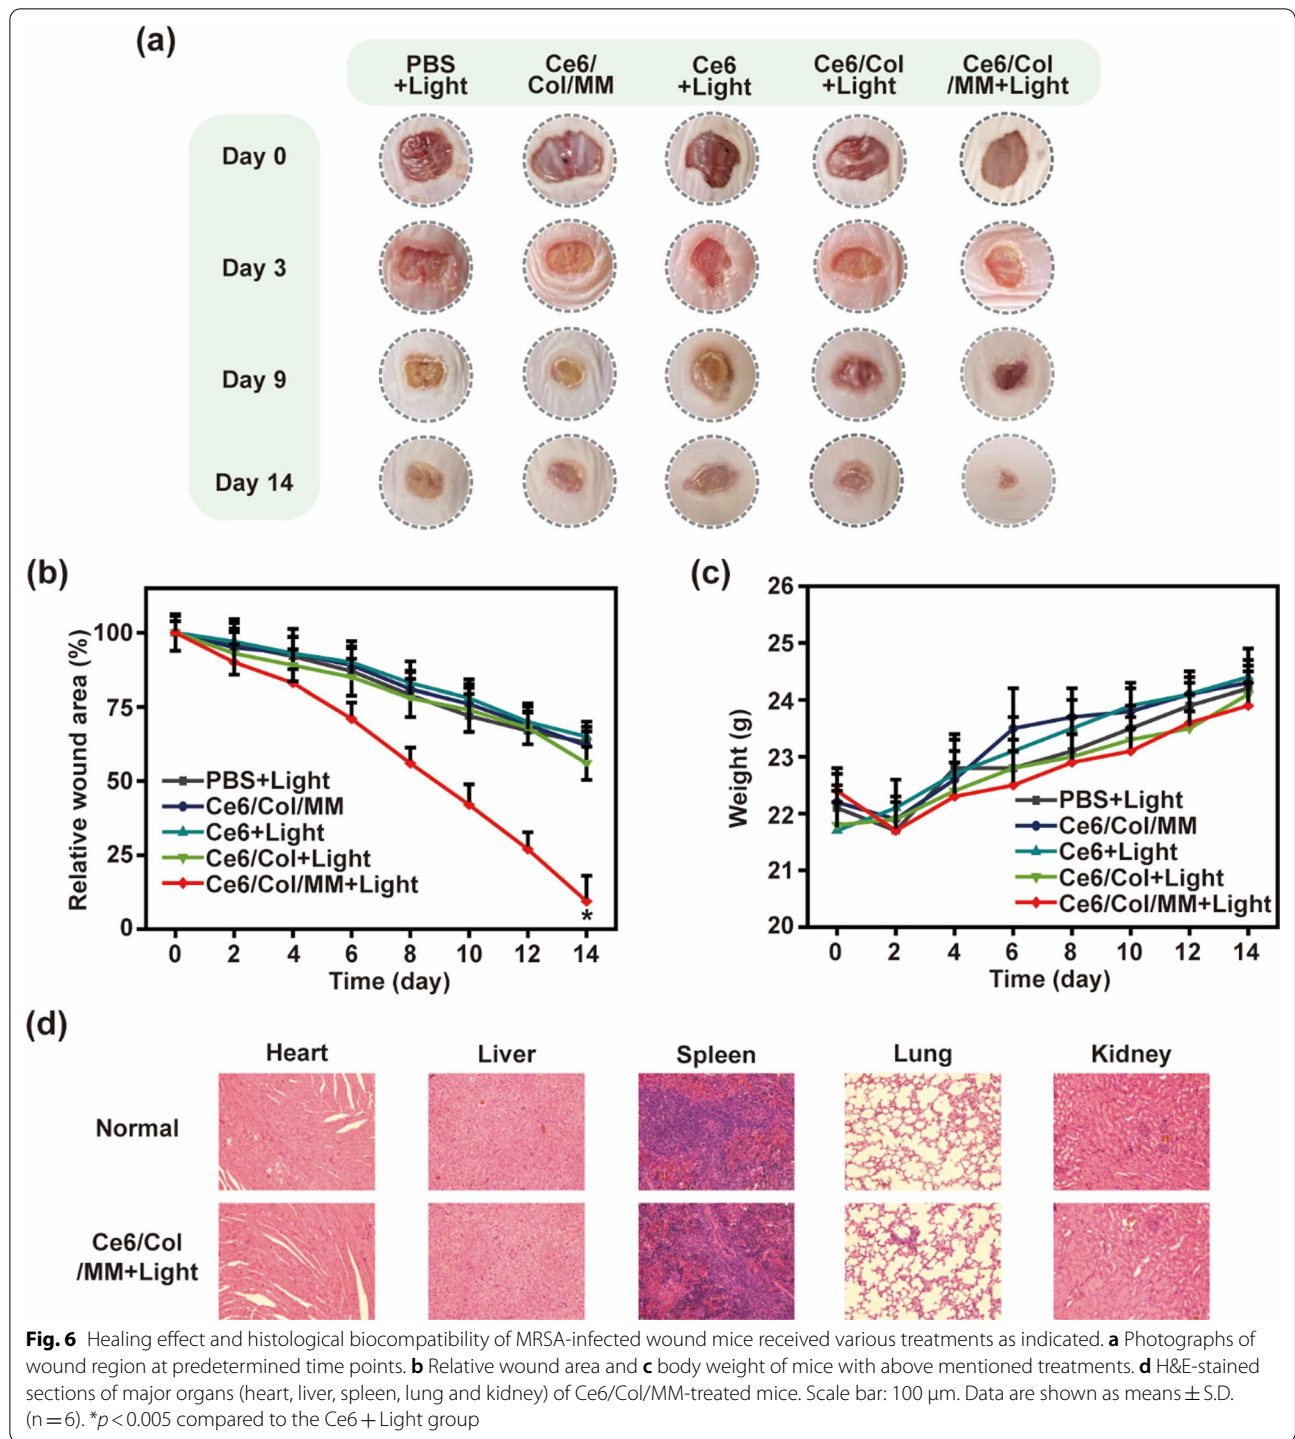 (a)
PBS
+Light
Ce6/
Col/MM
Ce6
+Light
Ce6/Col
+Light
Ce6/Col
/MM+Light
Day 0
Day 3
Day 9
Day 14
(b)
Relative wound area (%)
100
75
50
25
0
PBS+Light
Ce6/Col/MM
Ce6+Light
Ce6/Col+Light
Ce6/Col/MM+Light
*
0 2 4 6 8 10 12 14
Time (day)
(c)
Weight (g)
26
25
24
23
22
21
20
PBS+Light
Ce6/Col/MM
Ce6+Light
Ce6/Col+Light
Ce6/Col/MM+Light
0 2 4 6 8 10 12 14
Time (day)
(d)
Heart Liver Spleen Lung Kidney
Normal
Ce6/Col
/MM+Light
Fig. 6 Healing effect and histological biocompatibility of MRSA-infected wound mice received various treatments as indicated. a Photographs of
wound region at predetermined time points. b Relative wound area and c body weight of mice with above mentioned treatments. d H&E-stained
sections of major organs (heart, liver, spleen, lung and kidney) of Ce6/Col/MM-treated mice. Scale bar: 100 μm. Data are shown as means ± S.D.
(n = 6). *p < 0.005 compared to the Ce6 + Light group